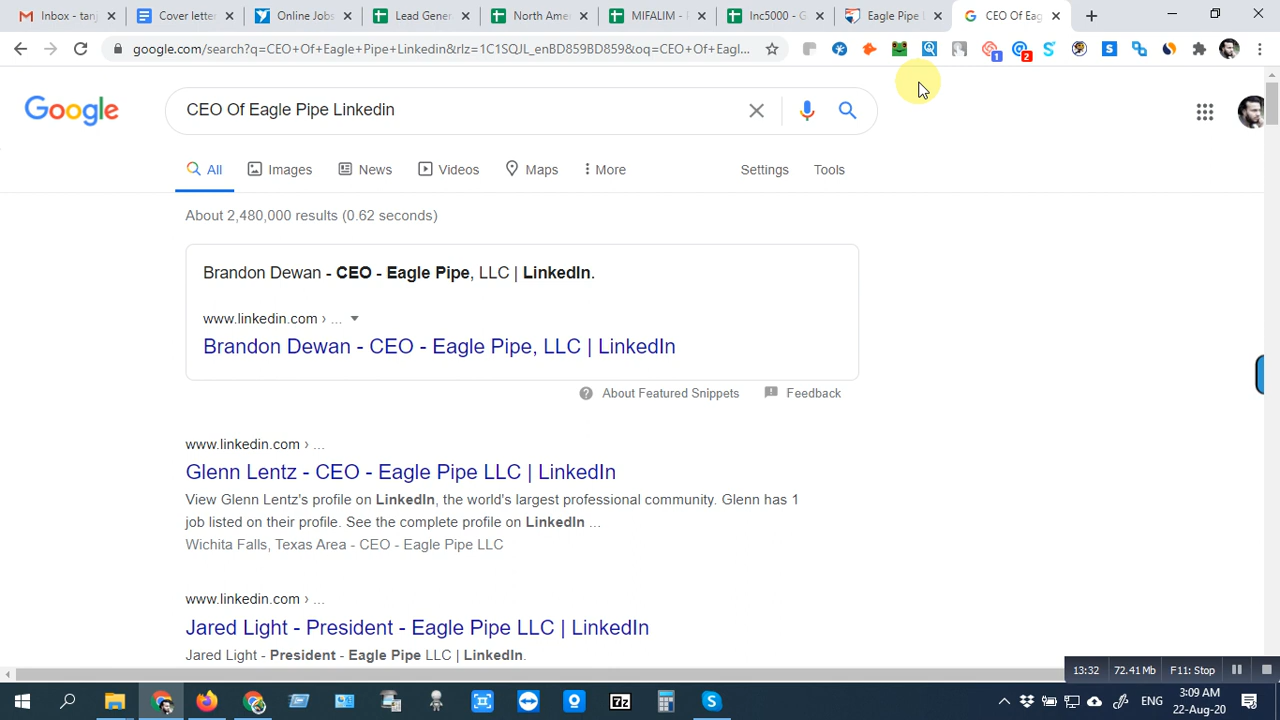 Inbox - tanj
Cover letter
Online Jobs
Lead Gener
North Amer
MIFALIM -
Inc5000 - G
Eagle Pipe
CEO Of Eag
google.com/search?q=CEO+Of+Eagle+Pipe+Linkedin&rlz=1C1SQJL_enBD859BD859&oq=CEO+Of+Eagl...
1
2
Google
CEO Of Eagle Pipe Linkedin
All
Images
News
Videos
Maps
More
Settings
Tools
About 2,480,000 results (0.62 seconds)
Brandon Dewan - CEO - Eagle Pipe, LLC | LinkedIn.
www.linkedin.com › ...
Brandon Dewan - CEO - Eagle Pipe, LLC | LinkedIn
About Featured Snippets
Feedback
www.linkedin.com › ...
Glenn Lentz - CEO - Eagle Pipe LLC | LinkedIn
View Glenn Lentz's profile on LinkedIn, the world's largest professional community. Glenn has 1
job listed on their profile. See the complete profile on LinkedIn ...
Wichita Falls, Texas Area - CEO - Eagle Pipe LLC
www.linkedin.com › ...
Jared Light - President - Eagle Pipe LLC | LinkedIn
Jared Light - President - Eagle Pipe LLC | LinkedIn.
13:32
72.41 MB
F11: Stop
7z
ENG
3:09 AM
22-Aug-20